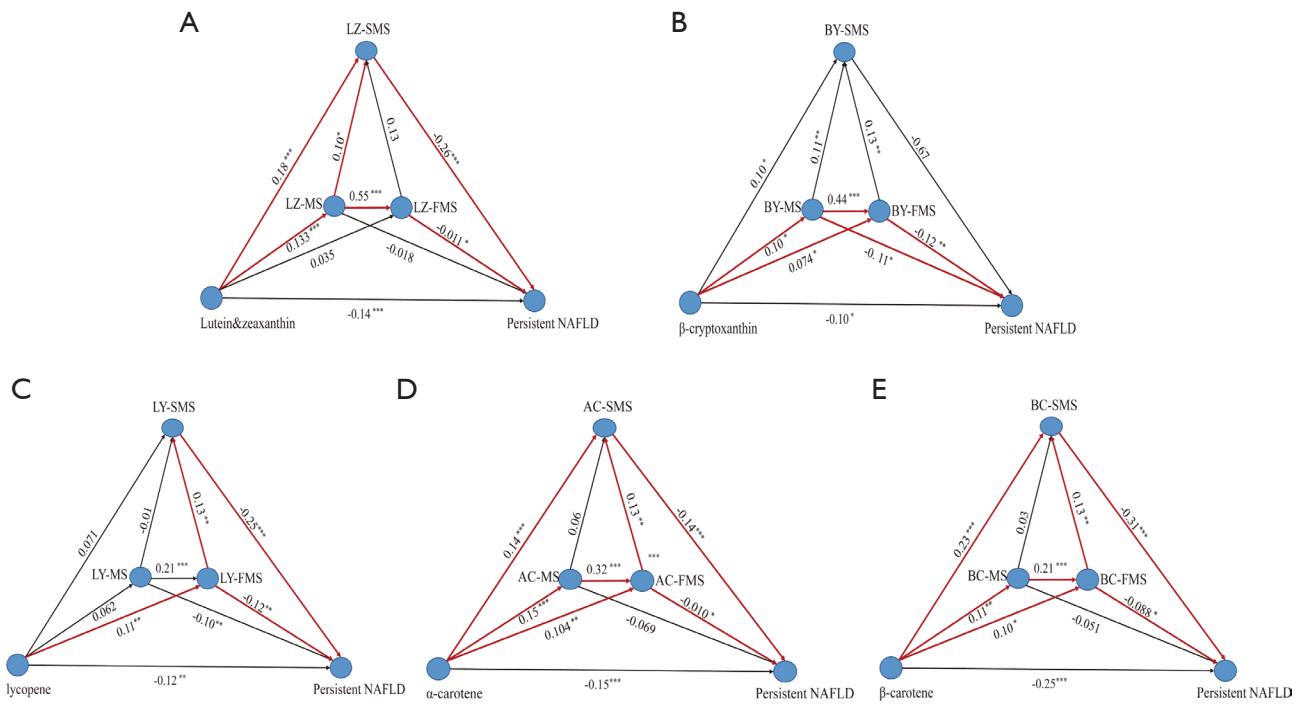 A
LZ-SMS
0.18 ***
0.10*
0.13
-0.26***
LZ-MS
0.55 ***
LZ-FMS
0.133 ***
0.035
-0.018
-0.011 *
Lutein&zeaxanthin
-0.14 ***
Persistent NAFLD
B
BY-SMS
0.10 *
0.11 **
0.13 **
-0.67
BY-MS
0.44 ***
BY-FMS
0.10 *
0.074 *
-0. 11 *
-0.12 **
β-cryptoxanthin
-0.10 *
Persistent NAFLD
C
LY-SMS
0.071
-0.01
0.13 **
-0.25***
LY-MS
0.21 ***
LY-FMS
0.062
0.11**
-0.10**
-0.12**
lycopene
-0.12 **
Persistent NAFLD
D
AC-SMS
0.14 ***
0.06
0.13 **
-0.14***
***
AC-MS
0.32 ***
AC-FMS
0.15 ***
0.104 **
-0.069
-0.010 *
α-carotene
-0.15***
Persistent NAFLD
E
BC-SMS
0.23 ***
0.03
0.13 **
-0.31***
BC-MS
0.21 ***
BC-FMS
0.11**
0.10 *
-0.051
-0.088 *
β-carotene
-0.25***
Persistent NAFLD